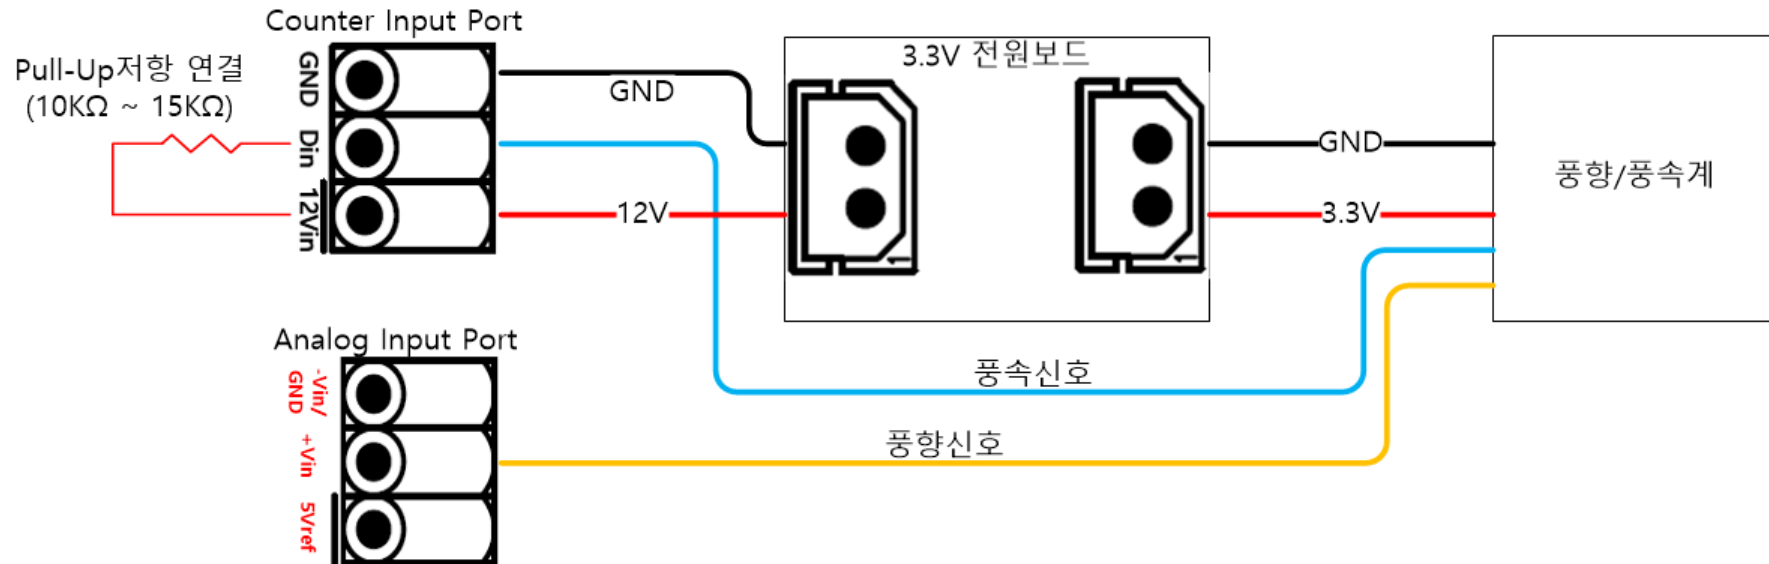 Counter Input Port
Pull-Up저항 연결
(10KΩ ~ 15KΩ)
GND
Din
12Vin
GND
12V
3.3V 전원보드
1
1
GND
3.3V
풍향/풍속계
풍속신호
풍향신호
Analog Input Port
-Vin/
GND
+Vin
5Vref